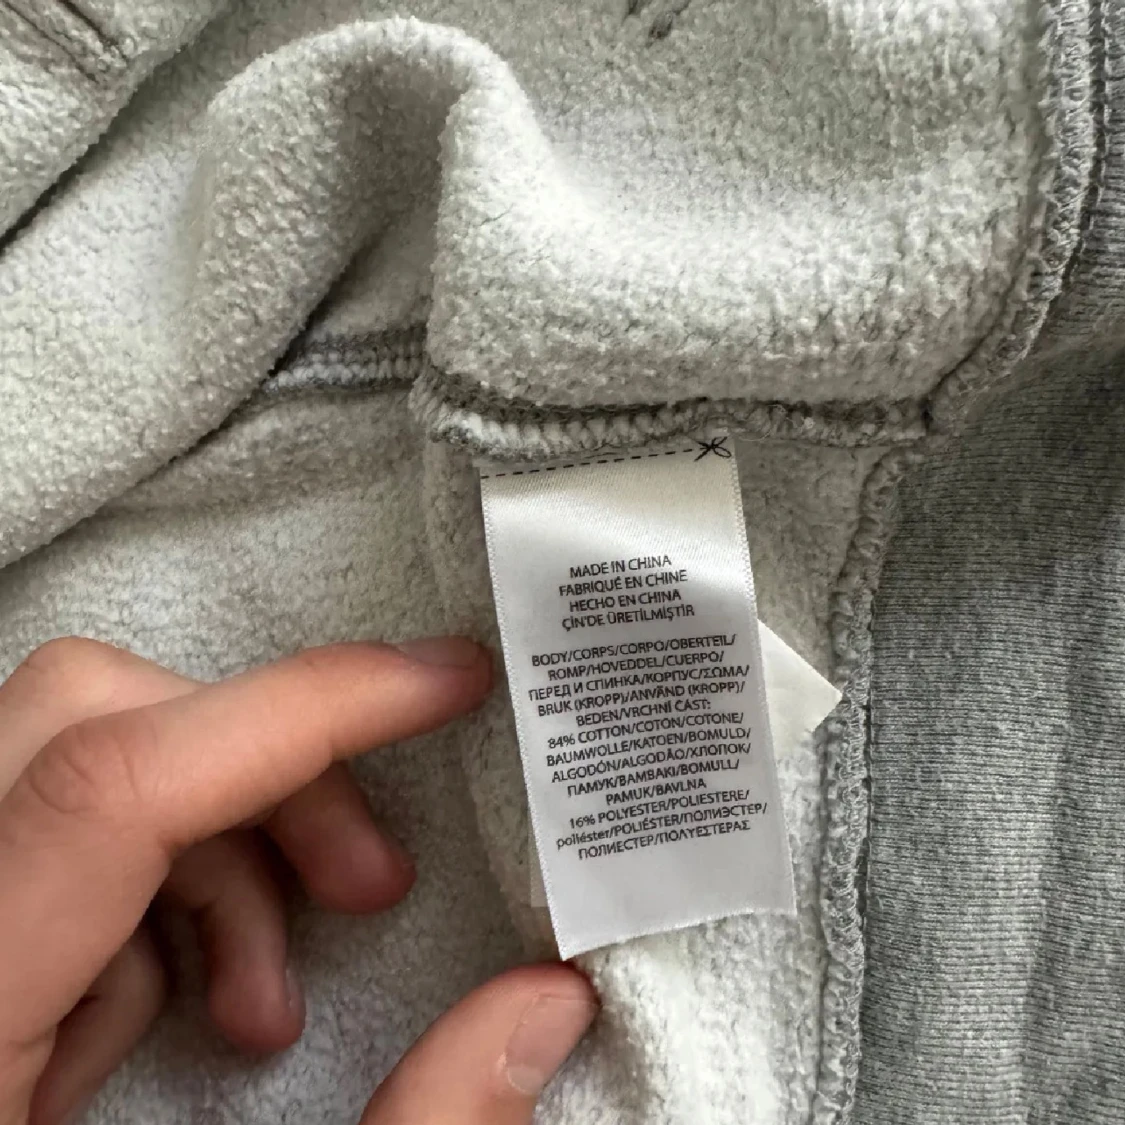 MADE IN CHINA
FABRIQUÉ EN CHINE
HECHO EN CHINA
ÇİN'DE ÜRETİLMİŞTİR
BODY/CORPS/CORPO/OBERTEIL/
ROMP/HOVEDDEL/CUERPO/
ПЕРЕД И СПИНКА/КОРПУС/ΣΩΜΑ/
BRUK (KROPP)/ANVÄND (KROPP)/
BEDEN/VRCHNÍ ČÁST:
84% COTTON/COTON/COTONE/
BAUMWOLLE/KATOEN/BOMULD/
ALGODÓN/ALGODÃO/ХЛОПОК/
ПАМУК/ΒΑΜΒΑΚΙ/BOMULL/
PAMUK/BAVLNA
16% POLYESTER/POLIESTERE/
poliéster/POLIÉSTER/ПОЛИЭСТЕР/
ПОЛИЕСТЕР/ΠΟΛΥΕΣΤΕΡΑΣ